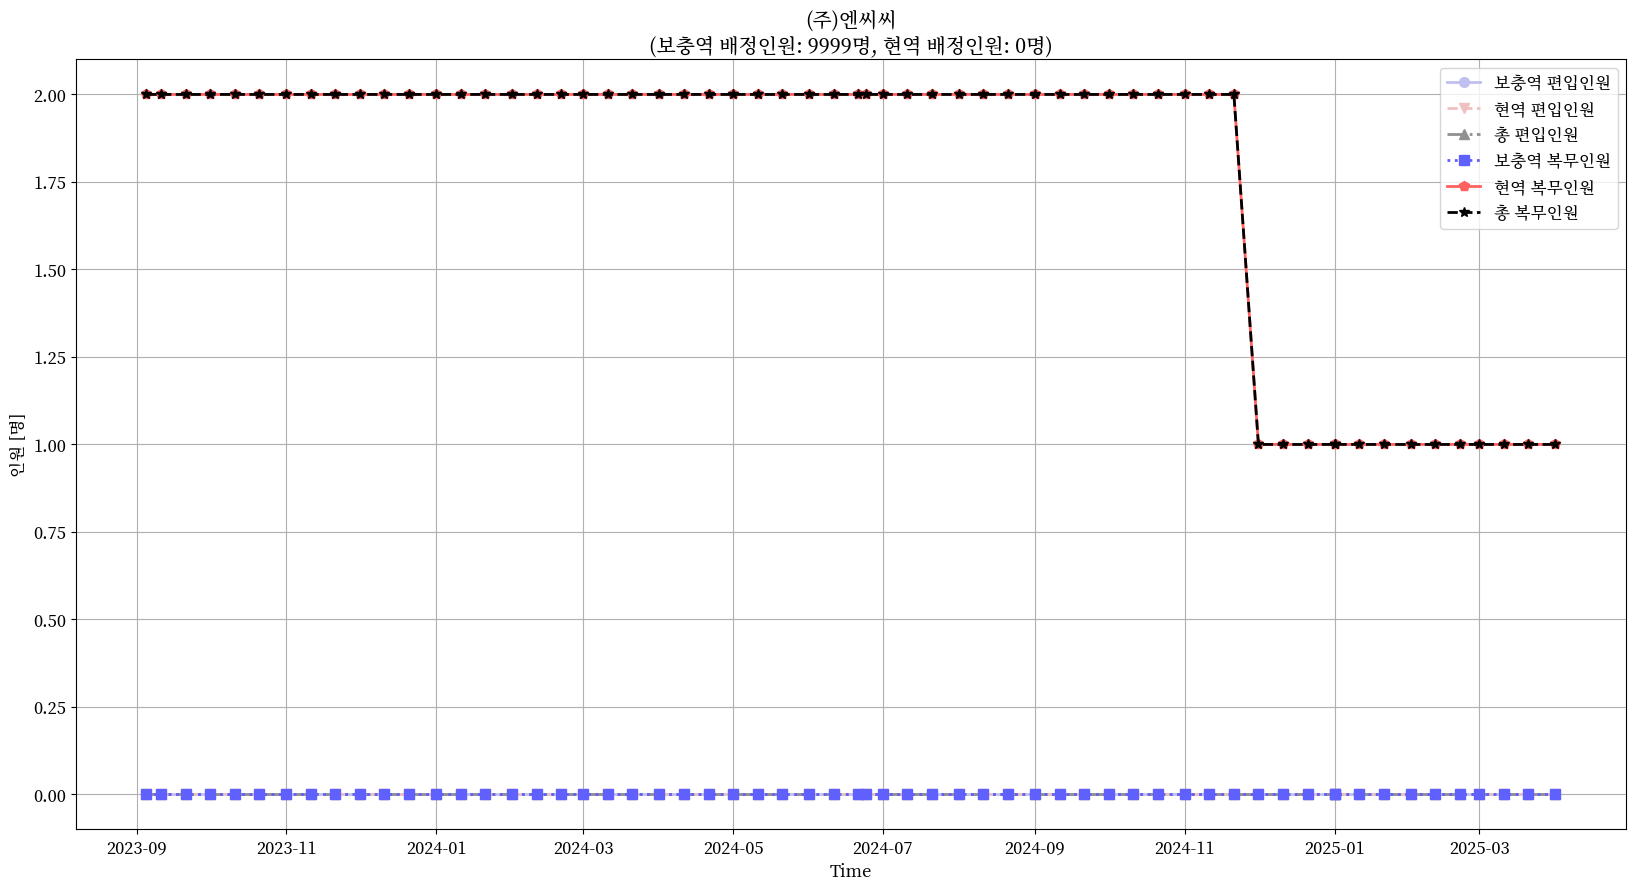 (주)엔씨씨
(보충역 배정인원: 9999명, 현역 배정인원: 0명)
보충역 편입인원
현역 편입인원
총 편입인원
보충역 복무인원
현역 복무인원
총 복무인원
인원 [명]
2.00
1.75
1.50
1.25
1.00
0.75
0.50
0.25
0.00
2023-09
2023-11
2024-01
2024-03
2024-05
2024-07
2024-09
2024-11
2025-01
2025-03
Time